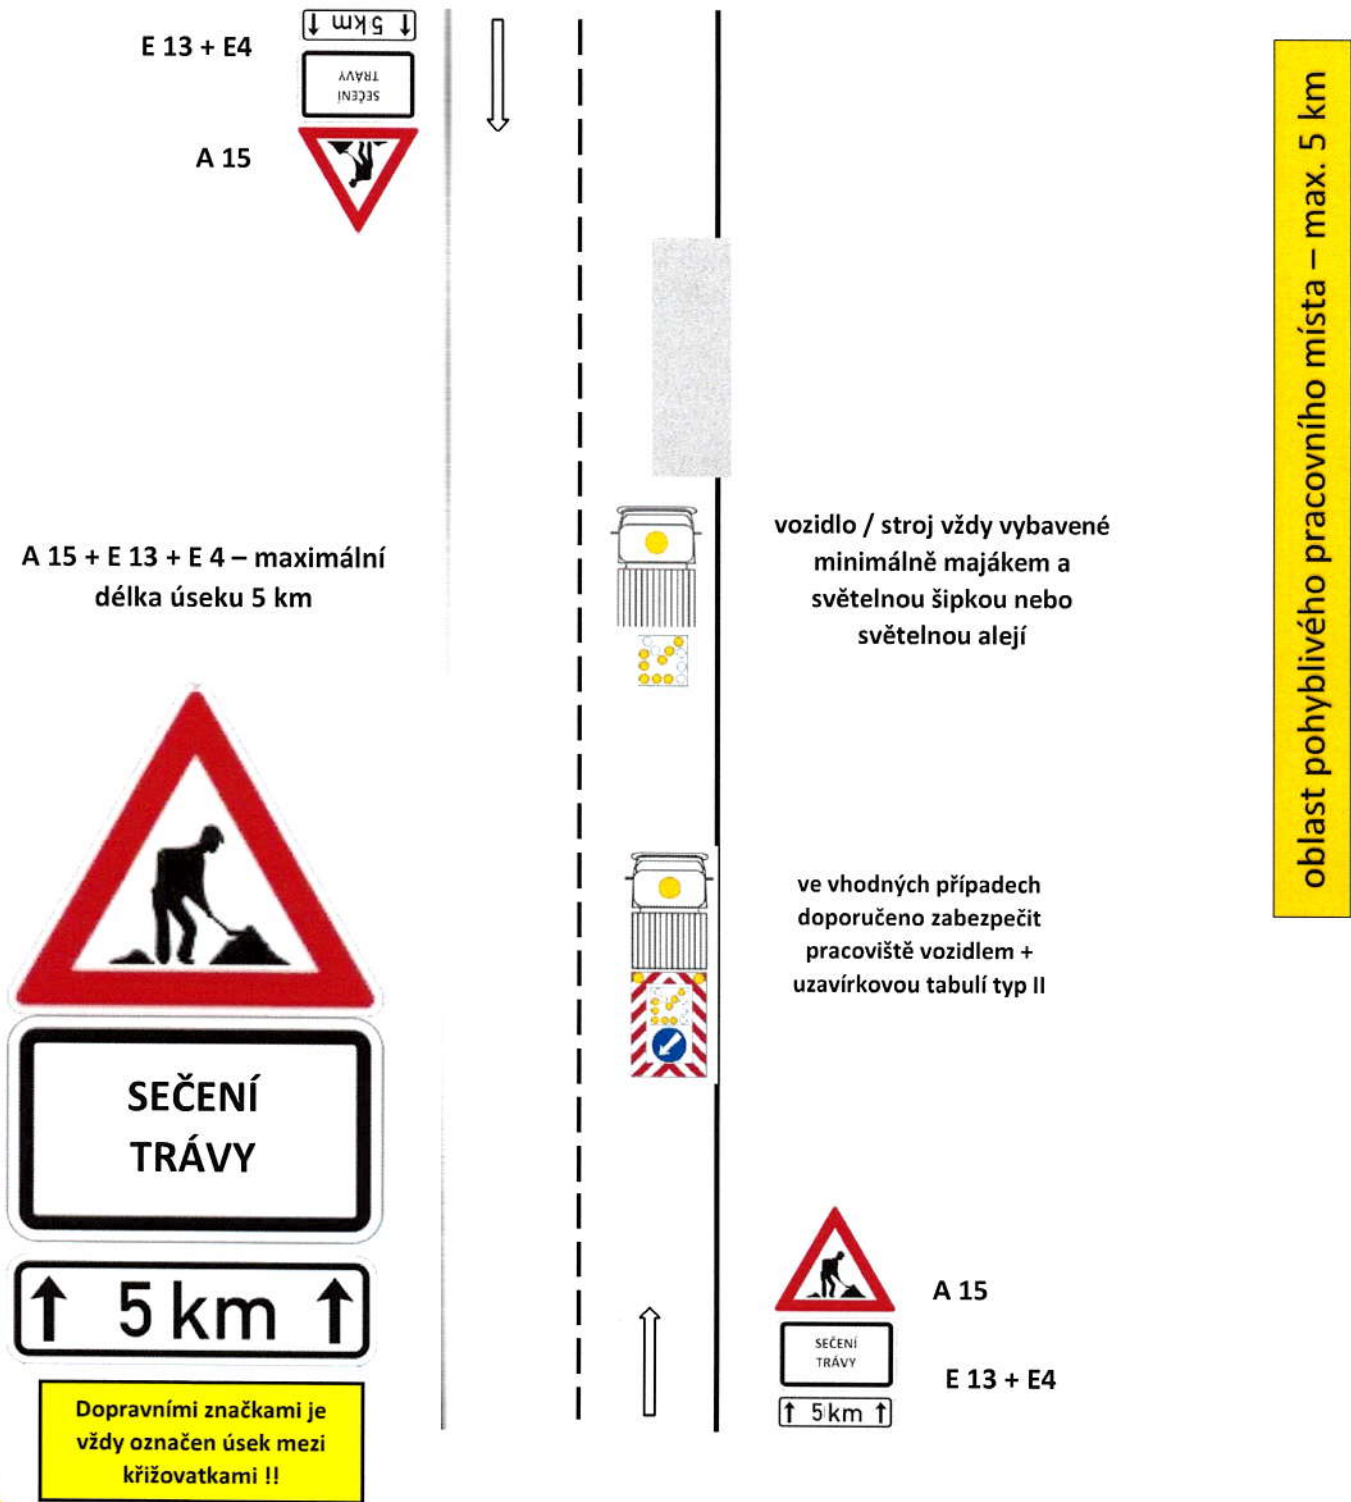 E 13 + E4
↑ 5 km ↑
SEČENÍ
TRÁVY
A 15
oblast pohyblivého pracovního místa – max. 5 km
A 15 + E 13 + E 4 – maximální
délka úseku 5 km
vozidlo / stroj vždy vybavené
minimálně majákem a
světelnou šipkou nebo
světelnou alejí
ve vhodných případech
doporučeno zabezpečit
pracoviště vozidlem +
uzavírkovou tabulí typ II
SEČENÍ
TRÁVY
↑ 5 km ↑
Dopravními značkami je
vždy označen úsek mezi
křižovatkami !!
A 15
SEČENÍ
TRÁVY
E 13 + E4
↑ 5 km ↑